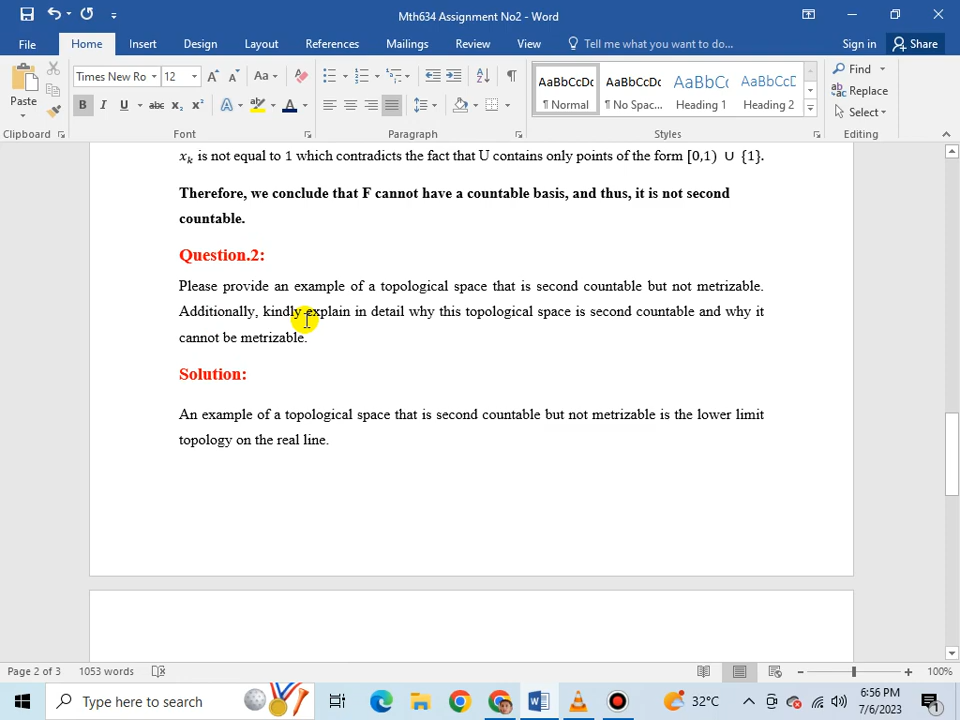 Mth634 Assignment No2 - Word
File Home Insert Design Layout References Mailings Review View Tell me what you want to do... Sign in Share
Paste Times New Ro 12 Aa AaBbCcDc AaBbCcDc AaBbCc AaBbCcD Find
B I U abc x₂ x² A A ¶ Normal ¶ No Spac... Heading 1 Heading 2 Replace
Select
Clipboard Font Paragraph Styles Editing
xₖ is not equal to 1 which contradicts the fact that U contains only points of the form [0,1) ∪ {1}.
Therefore, we conclude that F cannot have a countable basis, and thus, it is not second
countable.
Question.2:
Please provide an example of a topological space that is second countable but not metrizable.
Additionally, kindly explain in detail why this topological space is second countable and why it
cannot be metrizable.
Solution:
An example of a topological space that is second countable but not metrizable is the lower limit
topology on the real line.
Page 2 of 3 1053 words 100%
Type here to search 32°C 6:56 PM
7/6/2023